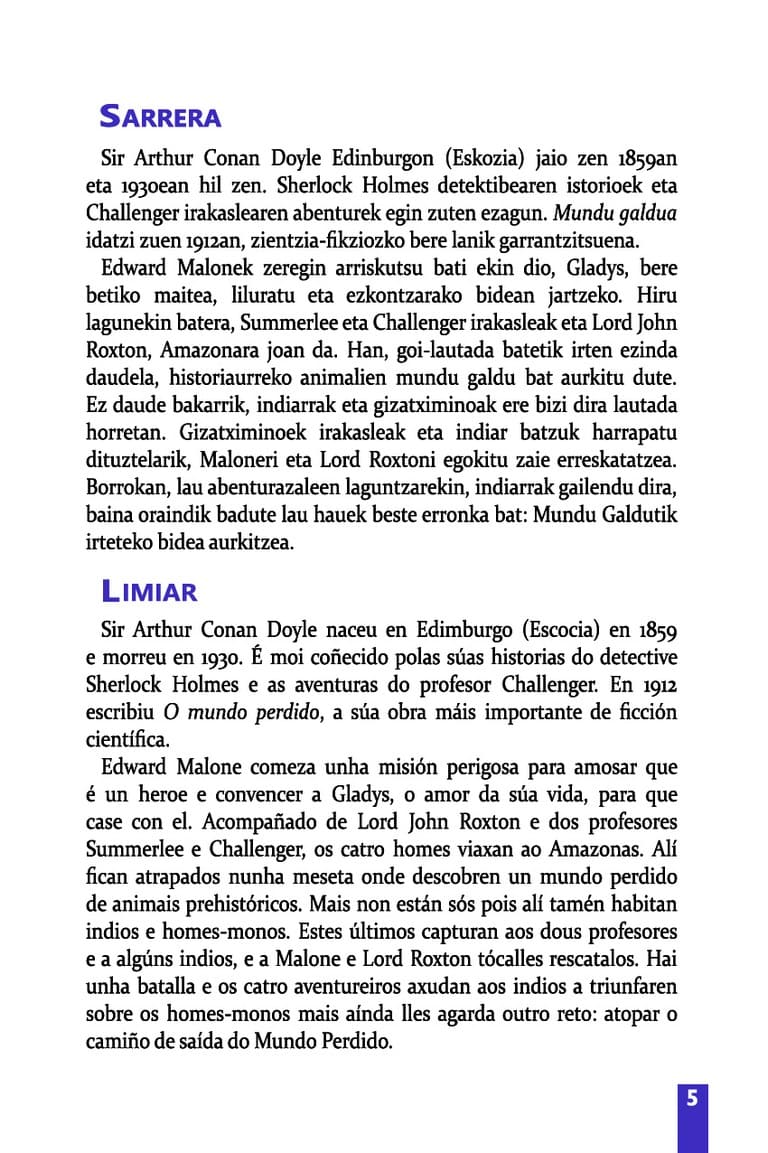 SARRERA
Sir Arthur Conan Doyle Edinburgon (Eskozia) jaio zen 1859an
eta 1930ean hil zen. Sherlock Holmes detektibearen istorioek eta
Challenger irakaslearen abenturek egin zuten ezagun. Mundu galdua
idatzi zuen 1912an, zientzia-fikziozko bere lanik garrantzitsuena.
Edward Malonek zeregin arriskutsu bati ekin dio, Gladys, bere
betiko maitea, liluratu eta ezkontzarako bidean jartzeko. Hiru
lagunekin batera, Summerlee eta Challenger irakasleak eta Lord John
Roxton, Amazonara joan da. Han, goi-lautada batetik irten ezinda
daudela, historiaurreko animalien mundu galdu bat aurkitu dute.
Ez daude bakarrik, indiarrak eta gizatximinoak ere bizi dira lautada
horretan. Gizatximinoek irakasleak eta indiar batzuk harrapatu
dituztelarik, Maloneri eta Lord Roxtoni egokitu zaie erreskatatzea.
Borrokan, lau abenturazaleen laguntzarekin, indiarrak gailendu dira,
baina oraindik badute lau hauek beste erronka bat: Mundu Galdutik
irteteko bidea aurkitzea.
LIMIAR
Sir Arthur Conan Doyle naceu en Edimburgo (Escocia) en 1859
e morreu en 1930. É moi coñecido polas súas historias do detective
Sherlock Holmes e as aventuras do profesor Challenger. En 1912
escribiu O mundo perdido, a súa obra máis importante de ficción
científica.
Edward Malone comeza unha misión perigosa para amosar que
é un heroe e convencer a Gladys, o amor da súa vida, para que
case con el. Acompañado de Lord John Roxton e dos profesores
Summerlee e Challenger, os catro homes viaxan ao Amazonas. Alí
fican atrapados nunha meseta onde descobren un mundo perdido
de animais prehistóricos. Mais non están sós pois alí tamén habitan
indios e homes-monos. Estes últimos capturan aos dous profesores
e a algúns indios, e a Malone e Lord Roxton tócalles rescatalos. Hai
unha batalla e os catro aventureiros axudan aos indios a triunfaren
sobre os homes-monos mais aínda lles agarda outro reto: atopar o
camiño de saída do Mundo Perdido.
5